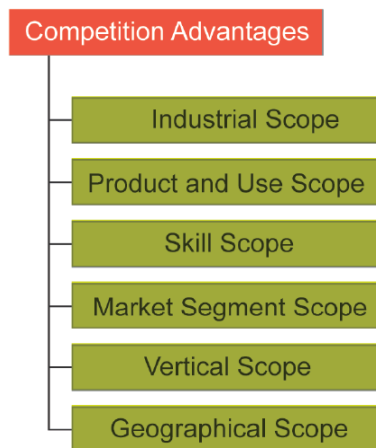 Competition Advantages
Industrial Scope
Product and Use Scope
Skill Scope
Market Segment Scope
Vertical Scope
Geographical Scope